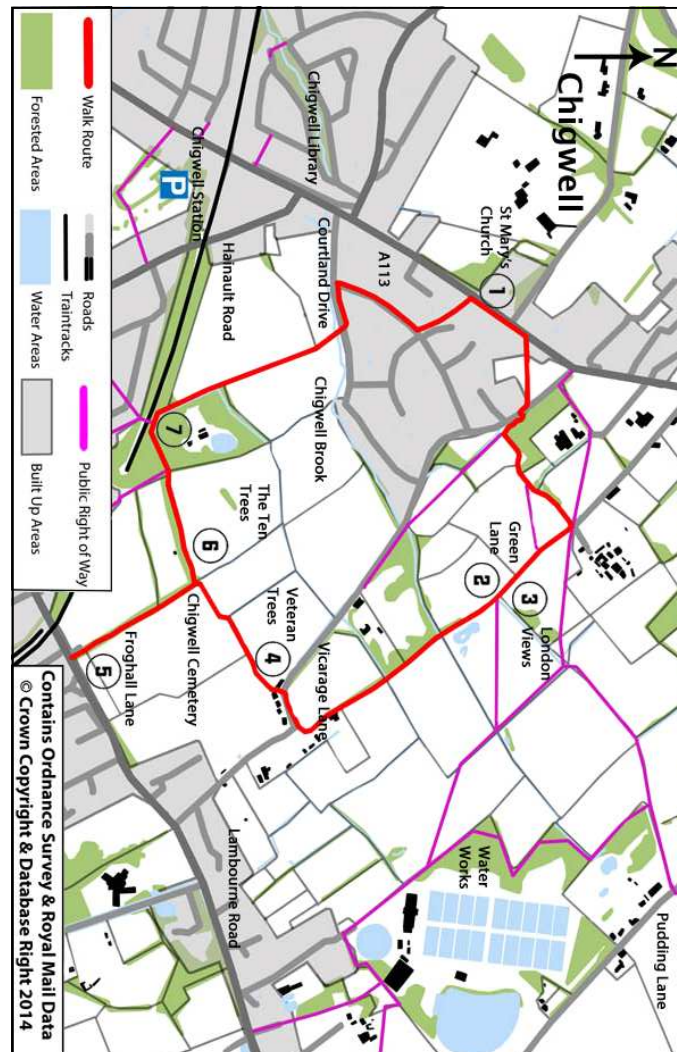 N
Chigwell
Chigwell Library
St Mary's
Church
1
A113
Courtland Drive
Chigwell Station
P
Hainault Road
Chigwell Brook
7
The Ten
Trees
6
Green
Lane
2
3
London
Views
Veteran
Trees
4
Vicarage Lane
Chigwell Cemetery
Froghall Lane
5
Lambourne Road
Water
Works
Pudding Lane
Walk Route
Roads
Traintracks
Public Right of Way
Forested Areas
Water Areas
Built Up Areas
Contains Ordnance Survey & Royal Mail Data
© Crown Copyright & Database Right 2014